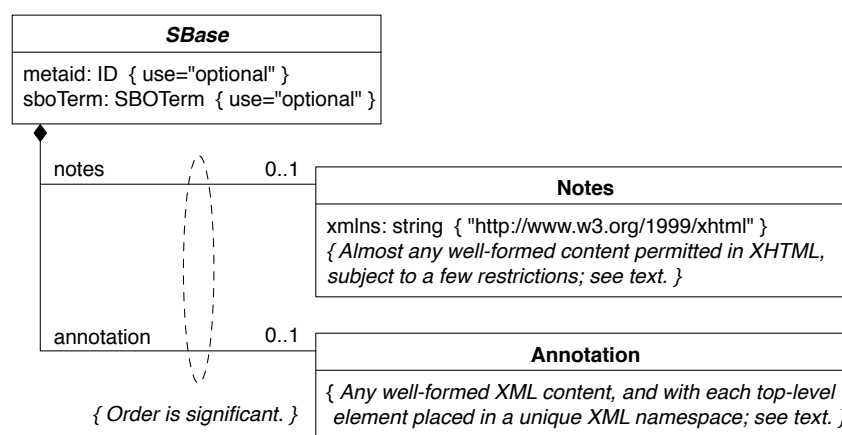 SBase
metaid: ID { use="optional" }
sboTerm: SBOTerm { use="optional" }
notes 0..1
Notes
xmlns: string { "http://www.w3.org/1999/xhtml" }
{ Almost any well-formed content permitted in XHTML,
subject to a few restrictions; see text. }
annotation 0..1
Annotation
{ Any well-formed XML content, and with each top-level
element placed in a unique XML namespace; see text. }
{ Order is significant. }